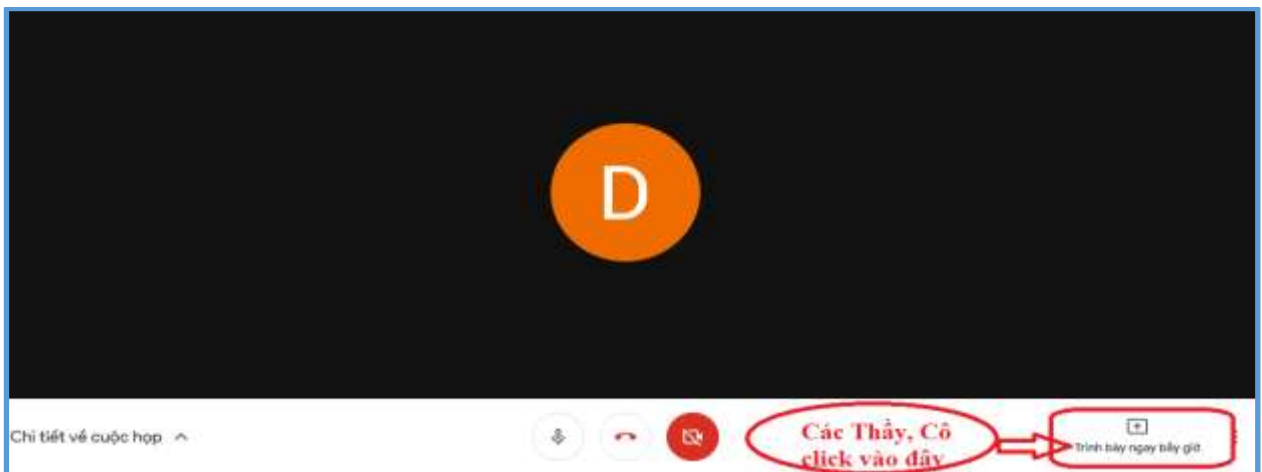 D
Chi tiết về cuộc họp
Các Thầy, Cô
click vào đây
Trình bày ngay bây giờ